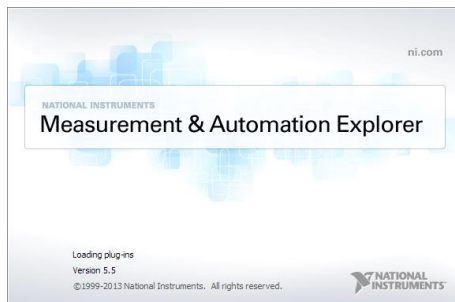 ni.com
NATIONAL INSTRUMENTS
Measurement & Automation Explorer
Loading plug-ins
Version 5.5
©1999-2013 National Instruments. All rights reserved.
NATIONAL
INSTRUMENTS